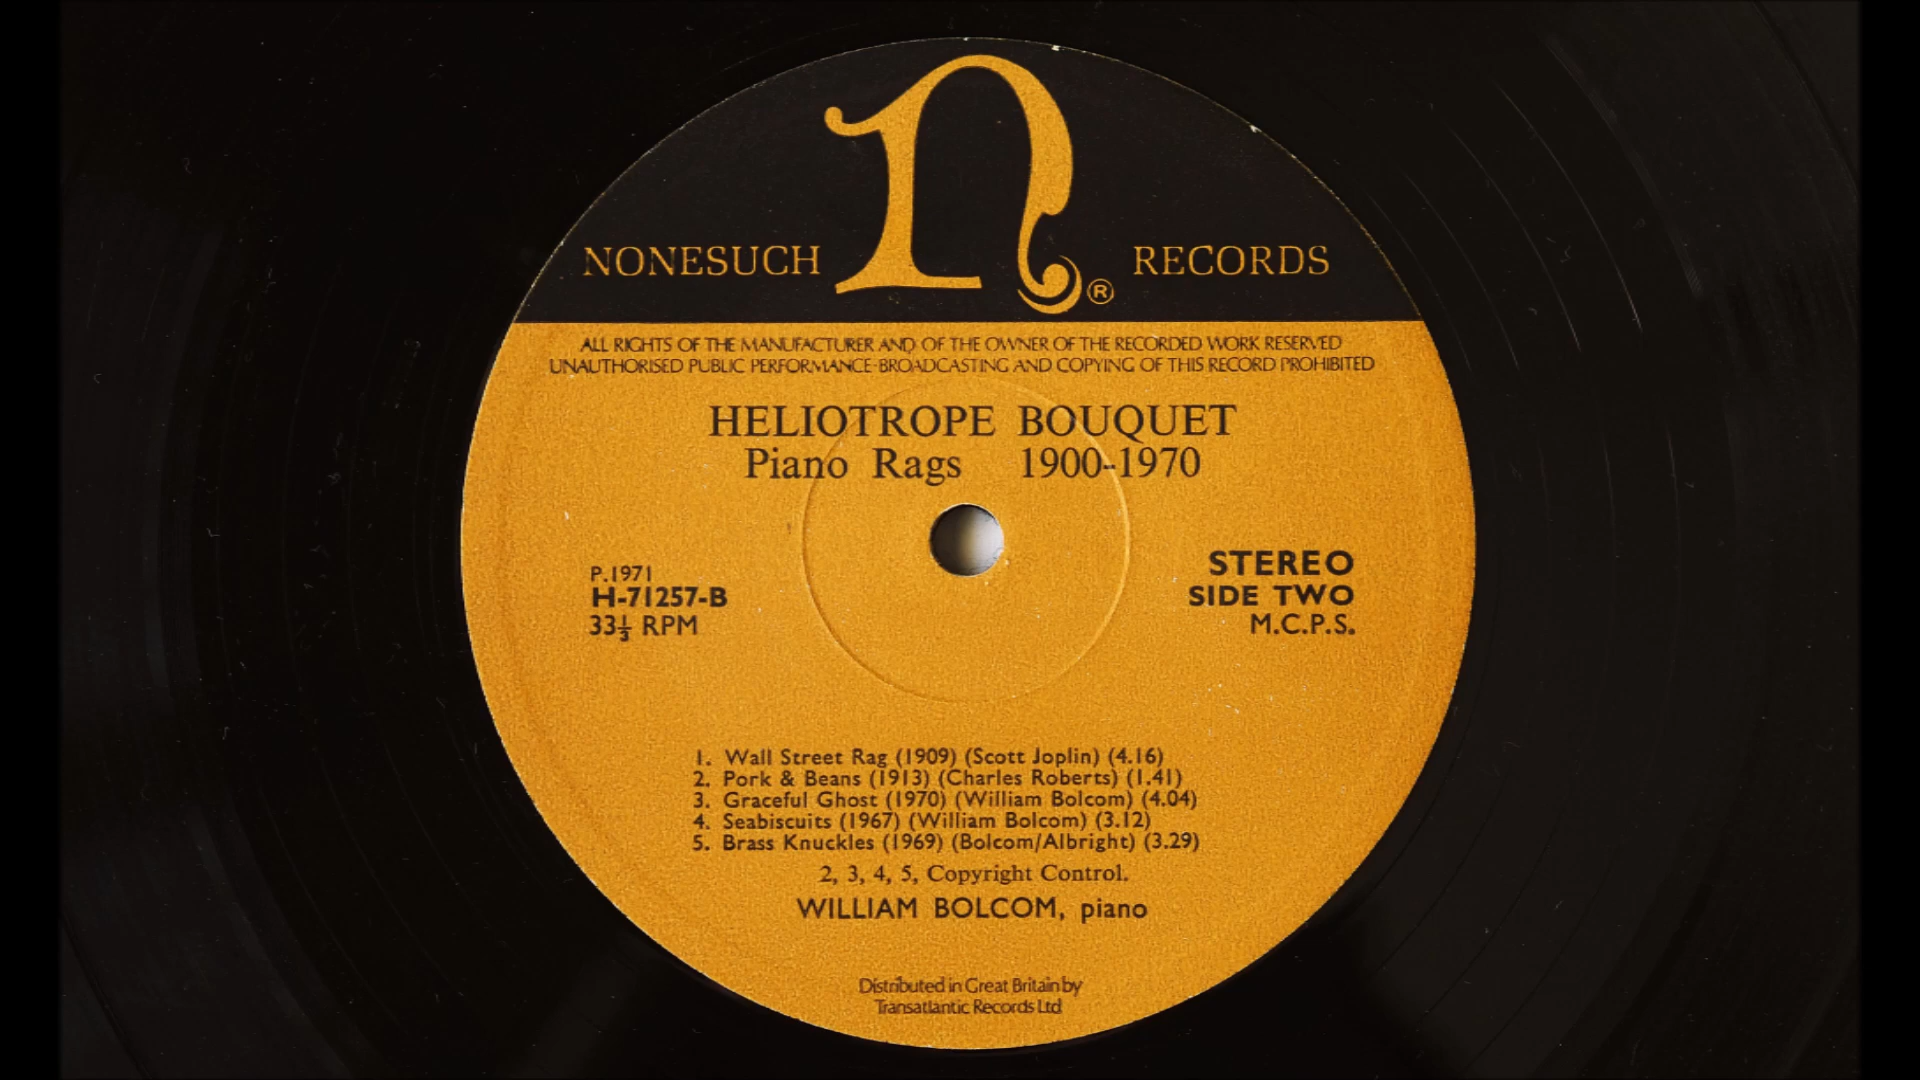 n
NONESUCH RECORDS
®
ALL RIGHTS OF THE MANUFACTURER AND OF THE OWNER OF THE RECORDED WORK RESERVED
UNAUTHORISED PUBLIC PERFORMANCE-BROADCASTING AND COPYING OF THIS RECORD PROHIBITED
HELIOTROPE BOUQUET
Piano Rags 1900-1970
P.1971
H-71257-B
33⅓ RPM
STEREO
SIDE TWO
M.C.P.S.
1. Wall Street Rag (1909) (Scott Joplin) (4.16)
2. Pork & Beans (1913) (Charles Roberts) (1.41)
3. Graceful Ghost (1970) (William Bolcom) (4.04)
4. Seabiscuits (1967) (William Bolcom) (3.12)
5. Brass Knuckles (1969) (Bolcom/Albright) (3.29)
2, 3, 4, 5, Copyright Control.
WILLIAM BOLCOM, piano
Distributed in Great Britain by
Transatlantic Records Ltd